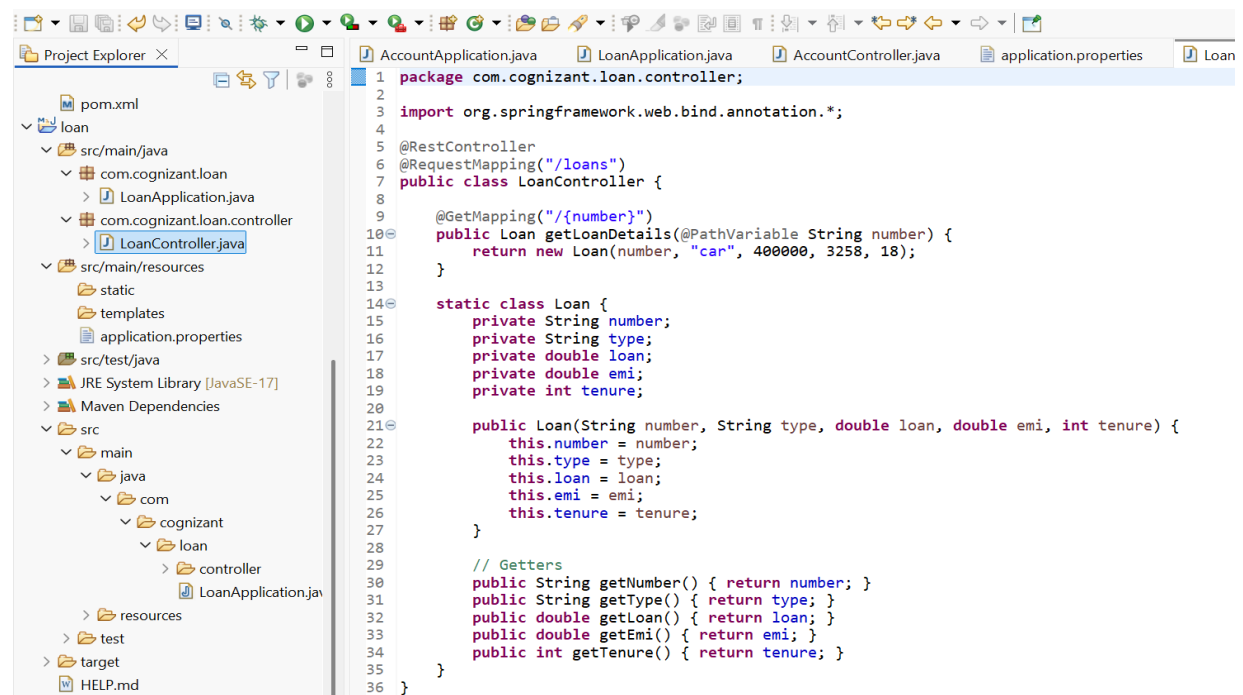 Project Explorer
AccountApplication.java
LoanApplication.java
AccountController.java
application.properties
Loan
pom.xml
loan
src/main/java
com.cognizant.loan
LoanApplication.java
com.cognizant.loan.controller
LoanController.java
src/main/resources
static
templates
application.properties
src/test/java
JRE System Library [JavaSE-17]
Maven Dependencies
src
main
java
com
cognizant
loan
controller
LoanApplication.jav
resources
test
target
HELP.md
1 package com.cognizant.loan.controller;
2
3 import org.springframework.web.bind.annotation.*;
4
5 @RestController
6 @RequestMapping("/loans")
7 public class LoanController {
8
9     @GetMapping("/{number}")
10     public Loan getLoanDetails(@PathVariable String number) {
11         return new Loan(number, "car", 400000, 3258, 18);
12     }
13
14     static class Loan {
15         private String number;
16         private String type;
17         private double loan;
18         private double emi;
19         private int tenure;
20
21         public Loan(String number, String type, double loan, double emi, int tenure) {
22             this.number = number;
23             this.type = type;
24             this.loan = loan;
25             this.emi = emi;
26             this.tenure = tenure;
27         }
28
29         // Getters
30         public String getNumber() { return number; }
31         public String getType() { return type; }
32         public double getLoan() { return loan; }
33         public double getEmi() { return emi; }
34         public int getTenure() { return tenure; }
35     }
36 }